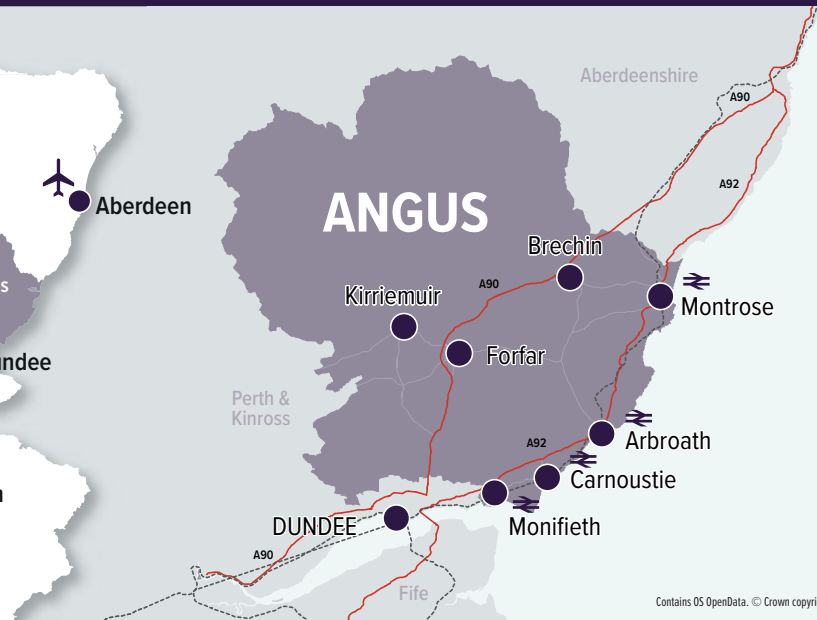 Aberdeenshire
A90
A92
Aberdeen
ANGUS
Brechin
s
A90
Kirriemuir
Montrose
Forfar
undee
Perth &
Kinross
A92
Arbroath
Carnoustie
n
DUNDEE
Monifieth
A90
Fife
Contains OS OpenData. © Crown copyri